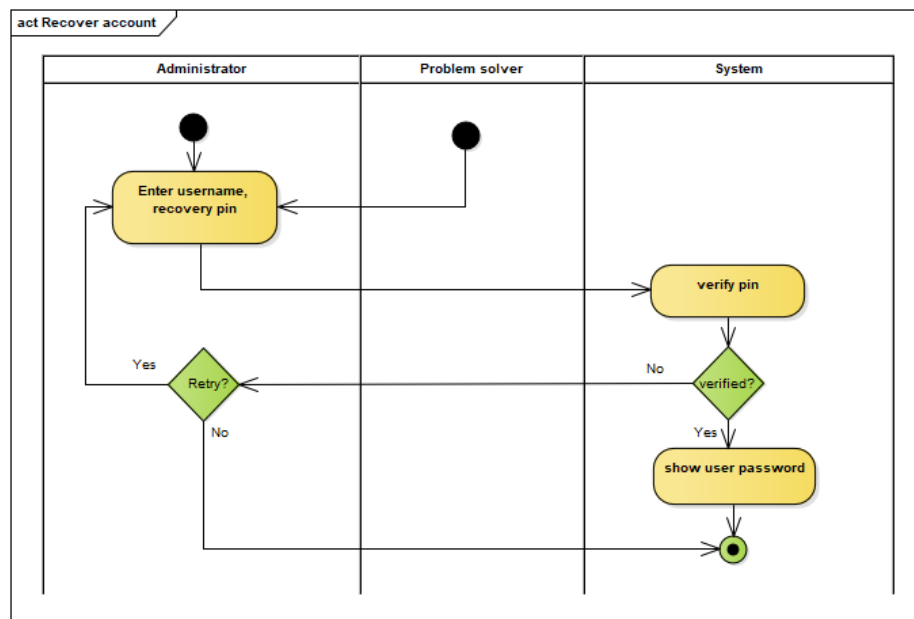 act Recover account
Administrator
Problem solver
System
Enter username,
recovery pin
verify pin
Yes
Retry?
No
verified?
No
Yes
show user password